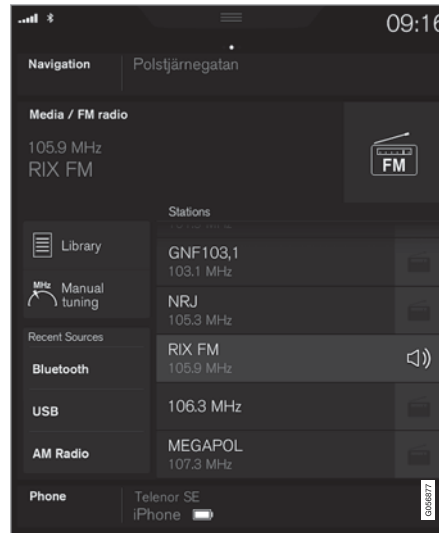 09:16
Navigation
Polstjärnegatan
Media / FM radio
105.9 MHz
RIX FM
FM
Stations
Library
MHz
Manual
tuning
Recent Sources
Bluetooth
USB
AM Radio
GNF103,1
103.1 MHz
NRJ
105.3 MHz
RIX FM
105.9 MHz
106.3 MHz
MEGAPOL
107.3 MHz
Phone
Telenor SE
iPhone
G056877